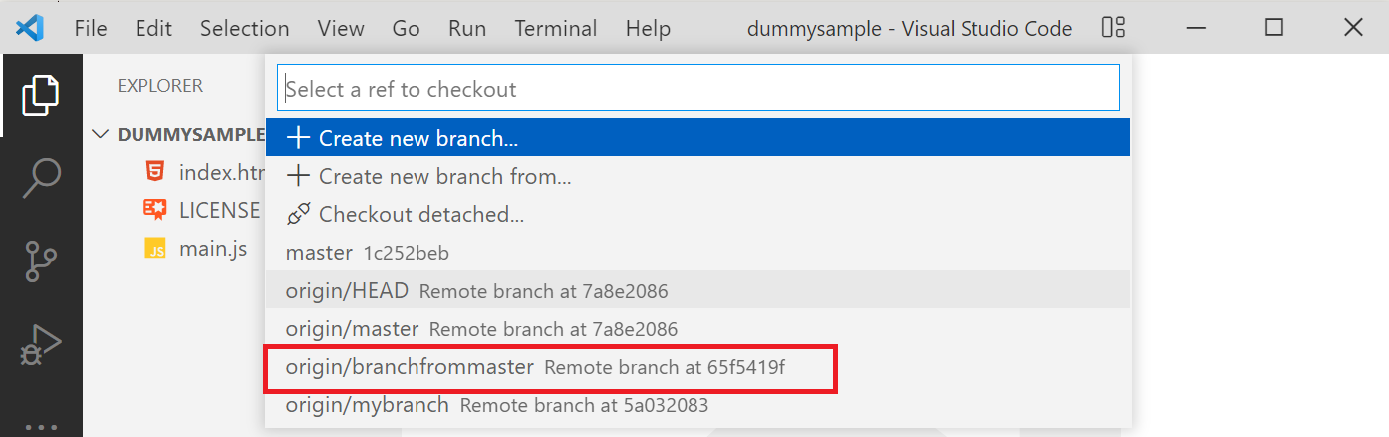 File Edit Selection View Go Run Terminal Help dummysample - Visual Studio Code
EXPLORER
DUMMYSAMPLE
index.htm
LICENSE
JS main.js
Select a ref to checkout
Create new branch...
Create new branch from...
Checkout detached...
master 1c252beb
origin/HEAD Remote branch at 7a8e2086
origin/master Remote branch at 7a8e2086
origin/branchfrommaster Remote branch at 65f5419f
origin/mybranch Remote branch at 5a032083